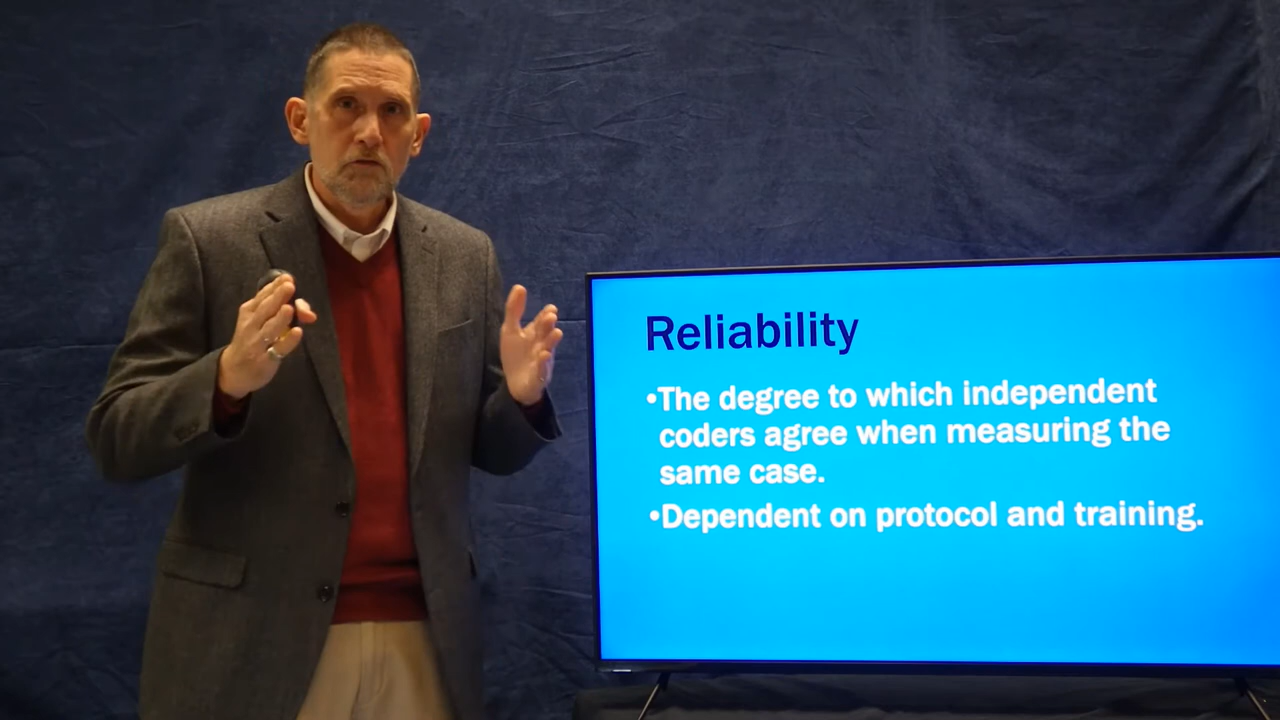 Reliability
•The degree to which independent
coders agree when measuring the
same case.
•Dependent on protocol and training.